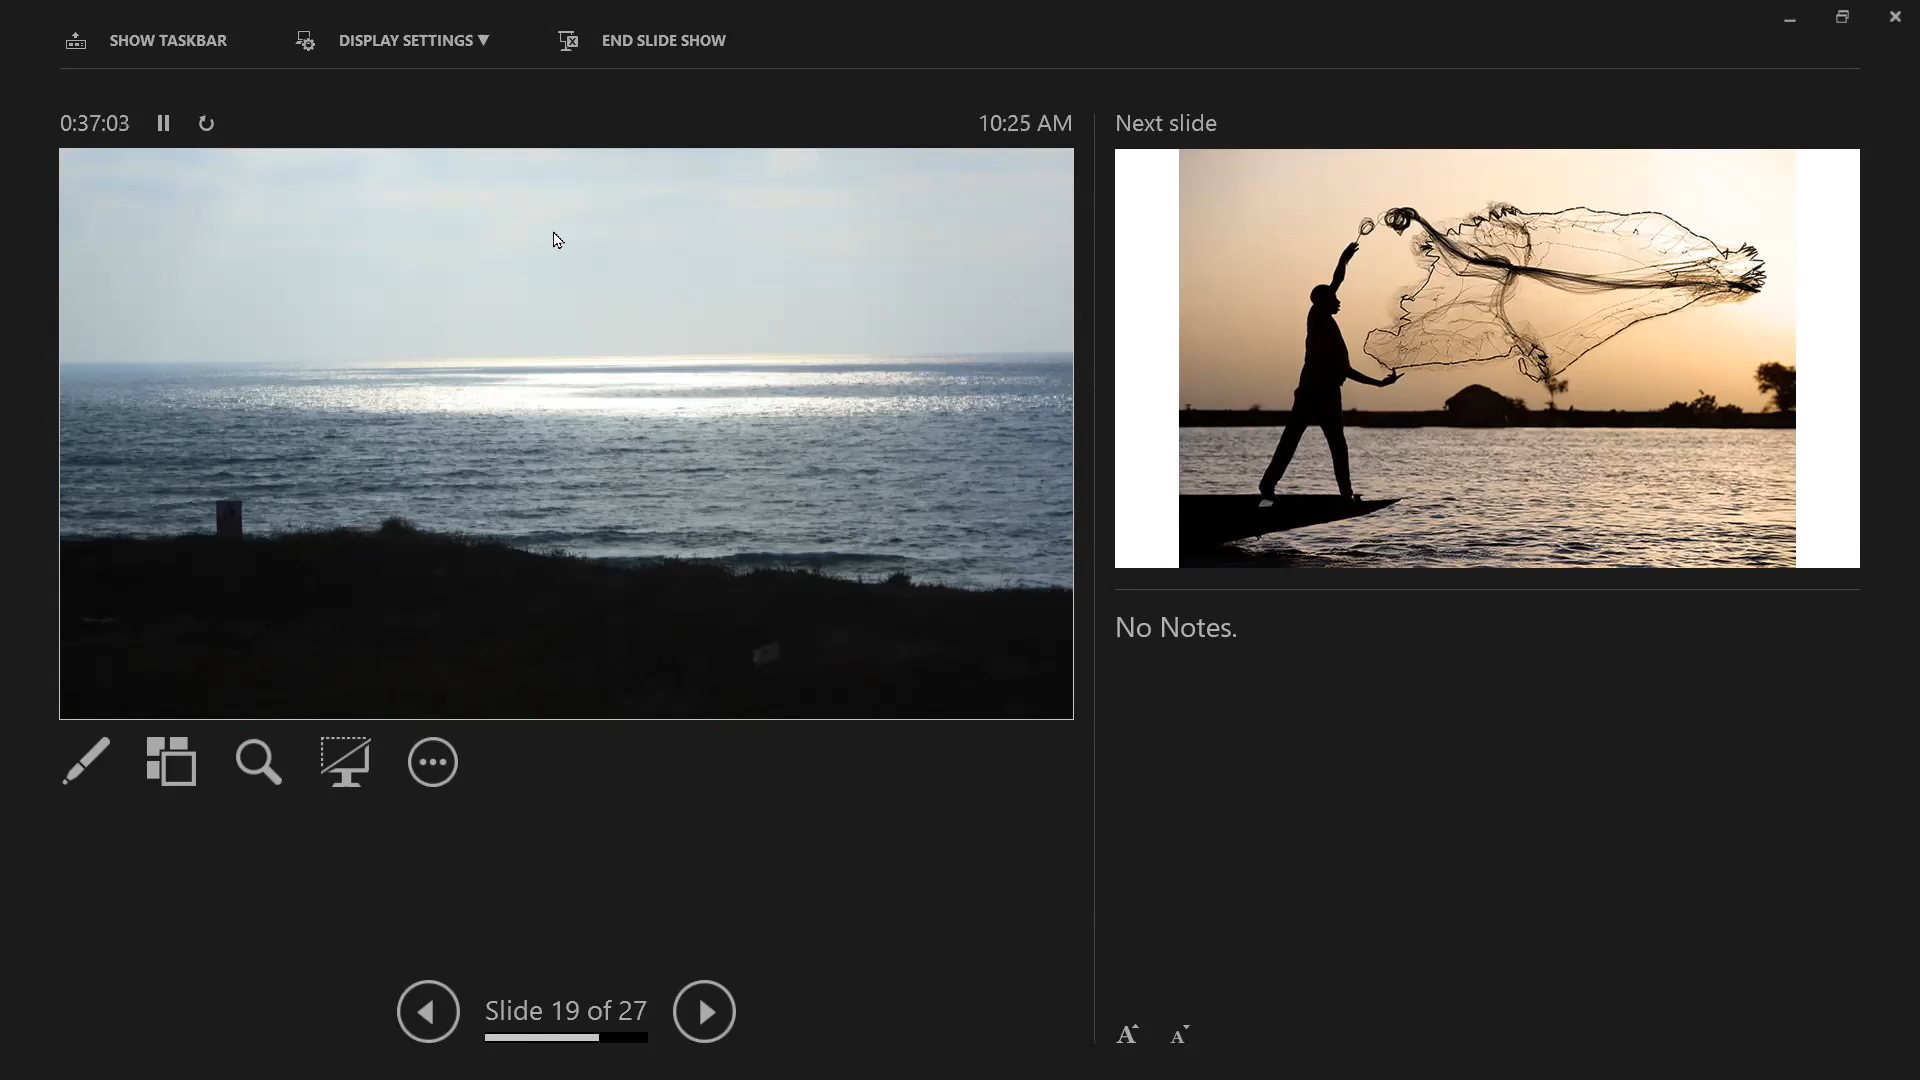 SHOW TASKBAR
DISPLAY SETTINGS ▼
END SLIDE SHOW
0:37:03
10:25 AM
Next slide
No Notes.
Slide 19 of 27
A A